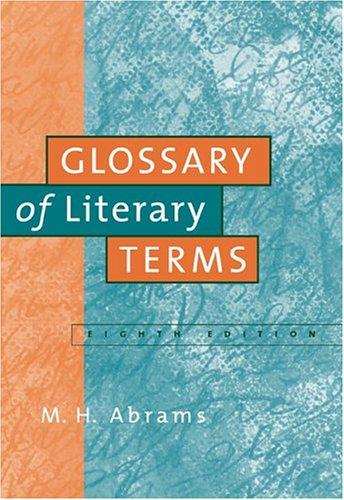 GLOSSARY
of Literary
TERMS
EIGHTH EDITION
M. H. Abrams